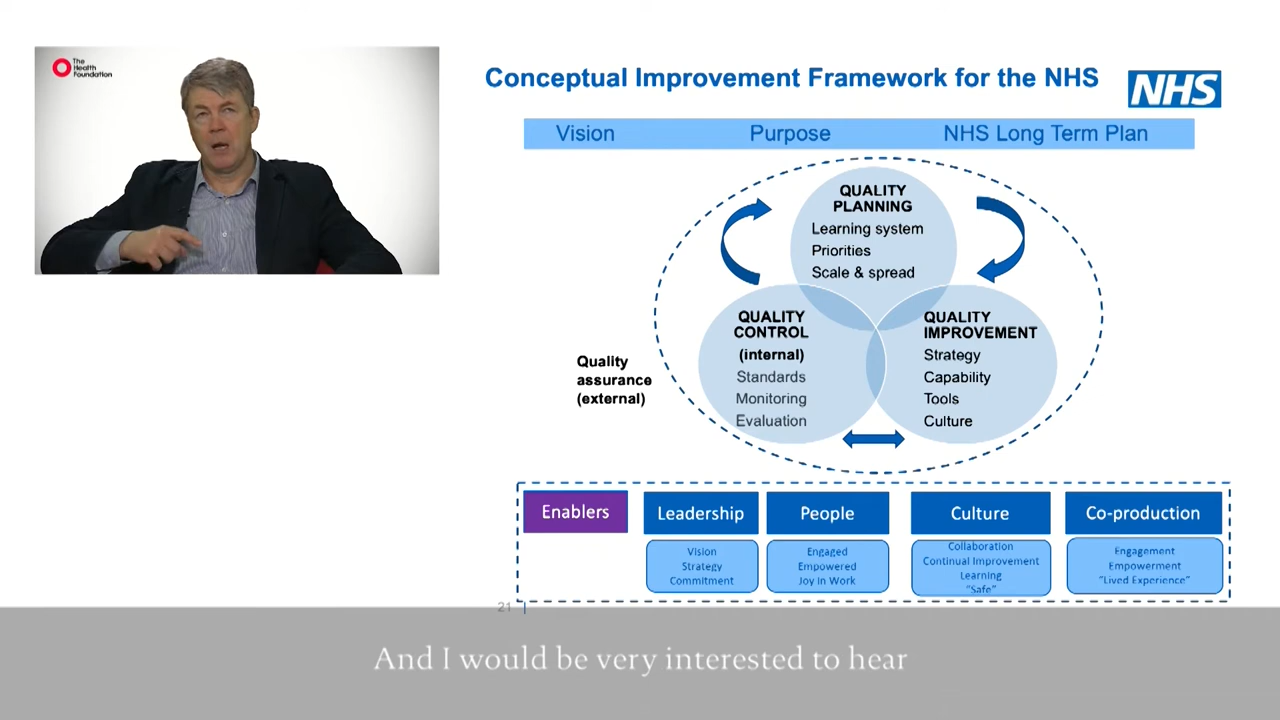 The
Health
Foundation
Conceptual Improvement Framework for the NHS
NHS
Vision
Purpose
NHS Long Term Plan
QUALITY
PLANNING
Learning system
Priorities
Scale & spread
QUALITY
CONTROL
(internal)
Standards
Monitoring
Evaluation
QUALITY
IMPROVEMENT
Strategy
Capability
Tools
Culture
Quality
assurance
(external)
Enablers
Leadership
People
Culture
Co-production
Vision
Strategy
Commitment
Engaged
Empowered
Joy in Work
Collaboration
Continual Improvement
Learning
"Safe"
Engagement
Empowerment
"Lived Experience"
21
And I would be very interested to hear